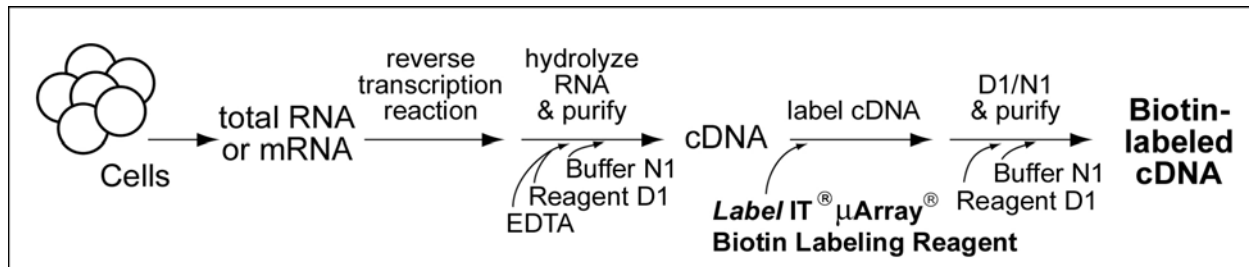 Cells
total RNA
or mRNA
reverse
transcription
reaction
hydrolyze
RNA
& purify
Buffer N1
Reagent D1
EDTA
cDNA
label cDNA
Label IT® µArray®
Biotin Labeling Reagent
D1/N1
& purify
Buffer N1
Reagent D1
Biotin-
labeled
cDNA